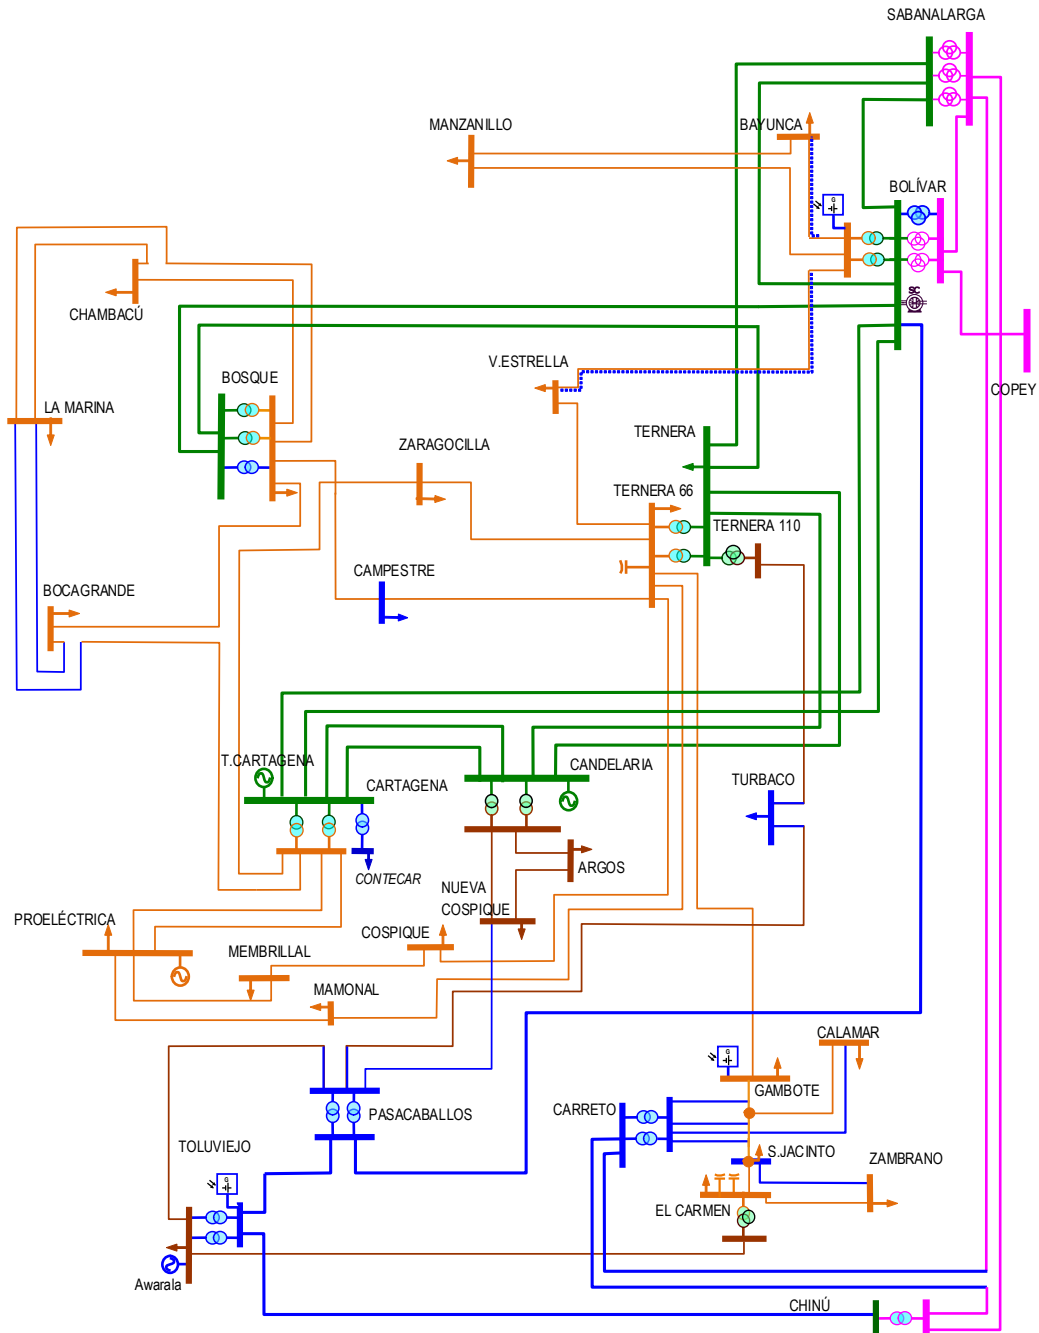 SABANALARGA
MANZANILLO
BAYUNCA
BOLÍVAR
G
SC
CHAMBACÚ
V.ESTRELLA
COPEY
BOSQUE
LA MARINA
TERNERA
ZARAGOCILLA
TERNERA 66
TERNERA 110
CAMPESTRE
BOCAGRANDE
T.CARTAGENA
CARTAGENA
CANDELARIA
TURBACO
ARGOS
CONTECAR
NUEVA
COSPIQUE
PROELÉCTRICA
COSPIQUE
MEMBRILLAL
MAMONAL
CALAMAR
G
GAMBOTE
CARRETO
PASACABALLOS
TOLUVIEJO
S.JACINTO
ZAMBRANO
G
EL CARMEN
Awarala
CHINÚ